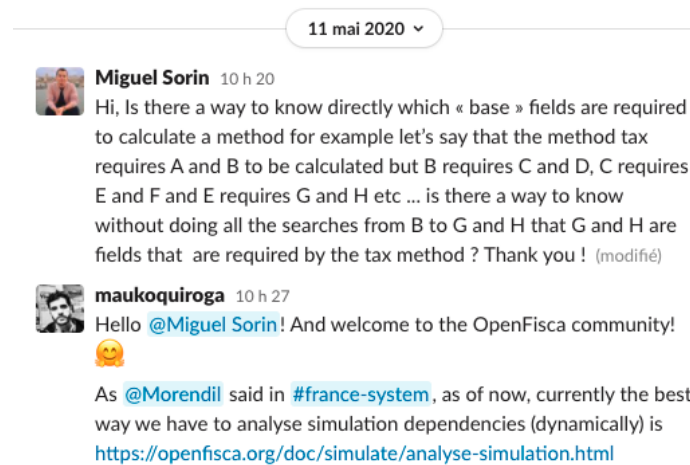 11 mai 2020
Miguel Sorin 10 h 20
Hi, Is there a way to know directly which « base » fields are required
to calculate a method for example let's say that the method tax
requires A and B to be calculated but B requires C and D, C requires
E and F and E requires G and H etc ... is there a way to know
without doing all the searches from B to G and H that G and H are
fields that are required by the tax method ? Thank you ! (modifié)
maukoquiroga 10 h 27
Hello @Miguel Sorin! And welcome to the OpenFisca community!
🤗
As @Morendil said in #france-system, as of now, currently the best
way we have to analyse simulation dependencies (dynamically) is
https://openfisca.org/doc/simulate/analyse-simulation.html